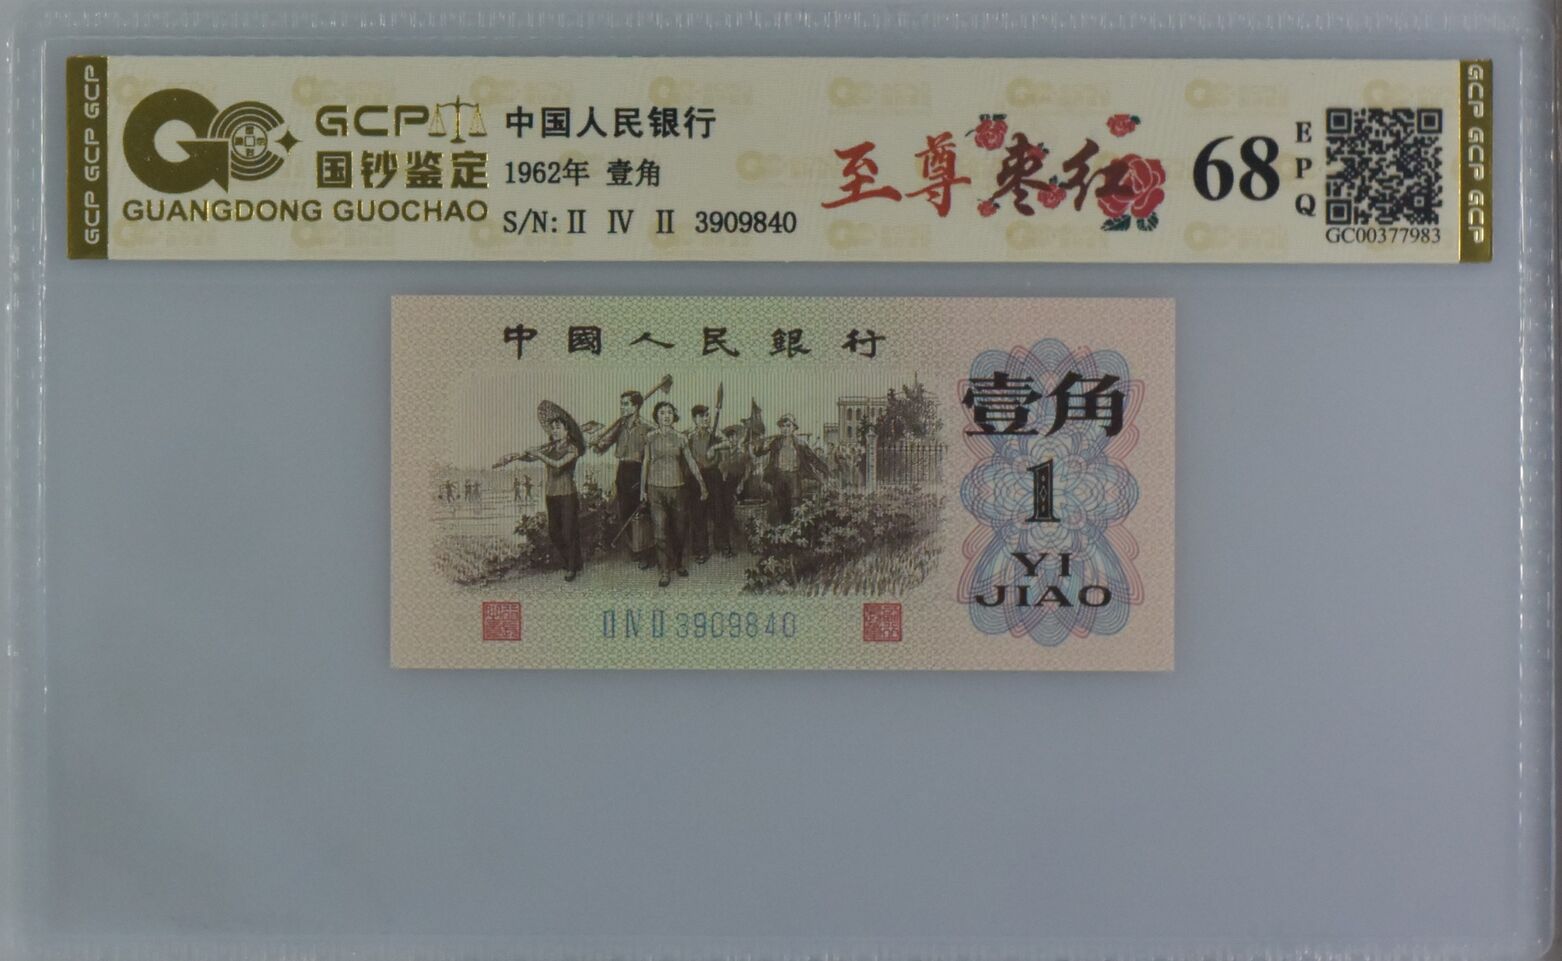 GCP GCP GCP
GCP
国钞鉴定
GUANGDONG GUOCHAO
中国人民银行
1962年 壹角
S/N: II IV II 3909840
至尊枣红
68
EPQ
GC00377983
GCP GCP GCP
中國人民銀行
壹角
1
YI
JIAO
II IV II 3909840